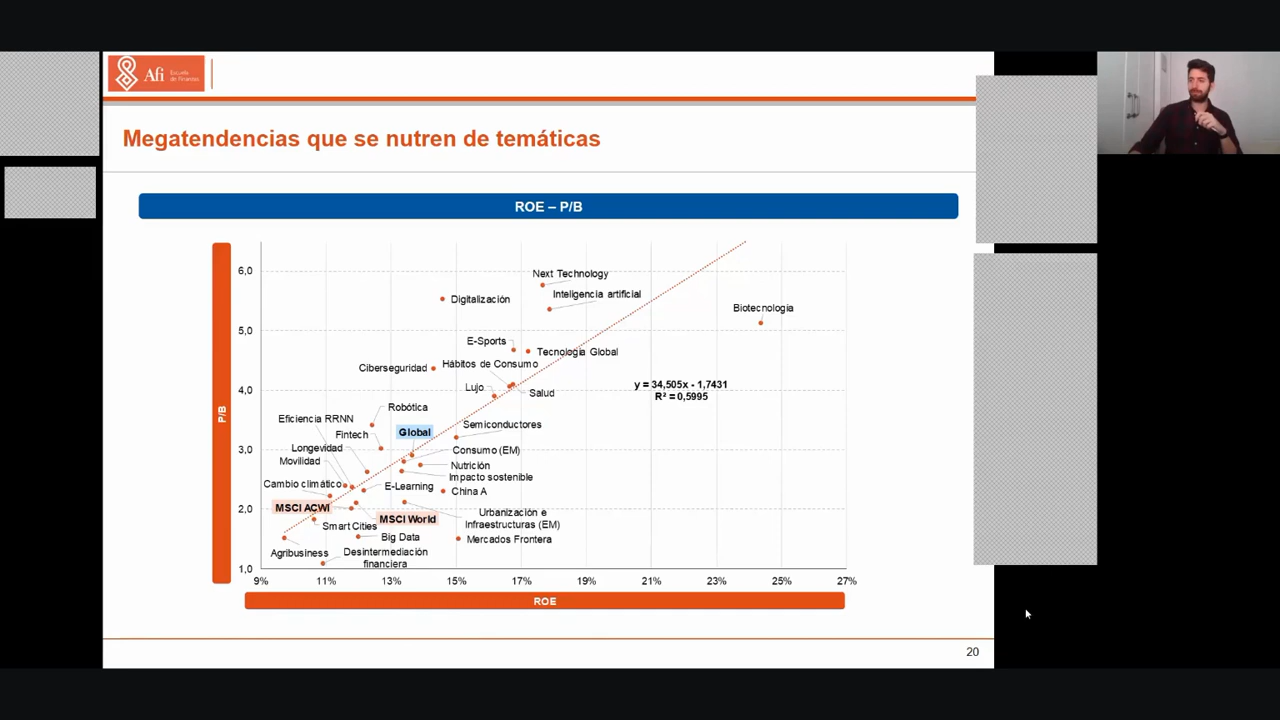 Afi
Escuela
de Finanzas
Megatendencias que se nutren de temáticas
ROE – P/B
P/B
6,0
5,0
4,0
3,0
2,0
1,0
Next Technology
Inteligencia artificial
Digitalización
Biotecnología
E-Sports
Tecnología Global
Ciberseguridad
Hábitos de Consumo
Lujo
Salud
y = 34,505x - 1,7431
R² = 0,5995
Robótica
Eficiencia RRNN
Fintech
Global
Semiconductores
Longevidad
Consumo (EM)
Movilidad
Nutrición
Impacto sostenible
Cambio climático
E-Learning
China A
MSCI ACWI
MSCI World
Urbanización e
Infraestructuras (EM)
Smart Cities
Big Data
Mercados Frontera
Agribusiness
Desintermediación
financiera
9%
11%
13%
15%
17%
19%
21%
23%
25%
27%
ROE
20